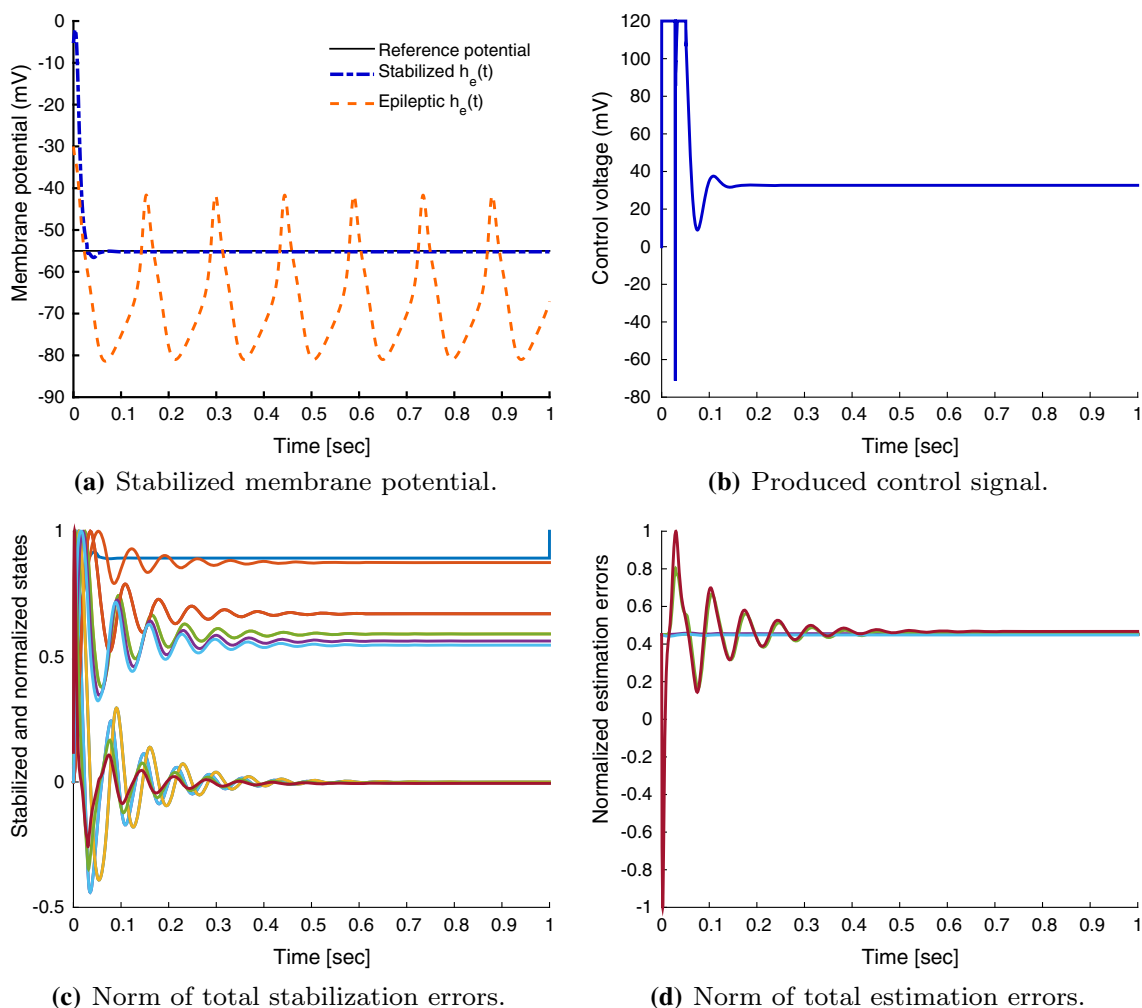 0
-10
-20
-30
-40
-50
-60
-70
-80
-90
Membrane potential (mV)
Reference potential
Stabilized h_e(t)
Epileptic h_e(t)
0 0.1 0.2 0.3 0.4 0.5 0.6 0.7 0.8 0.9 1
Time [sec]
(a) Stabilized membrane potential.
120
100
80
60
40
20
0
-20
-40
-60
-80
Control voltage (mV)
0 0.1 0.2 0.3 0.4 0.5 0.6 0.7 0.8 0.9 1
Time [sec]
(b) Produced control signal.
1
0.5
0
-0.5
Stabilized and normalized states
0 0.1 0.2 0.3 0.4 0.5 0.6 0.7 0.8 0.9 1
Time [sec]
(c) Norm of total stabilization errors.
1
0.8
0.6
0.4
0.2
0
-0.2
-0.4
-0.6
-0.8
-1
Normalized estimation errors
0 0.1 0.2 0.3 0.4 0.5 0.6 0.7 0.8 0.9 1
Time [sec]
(d) Norm of total estimation errors.